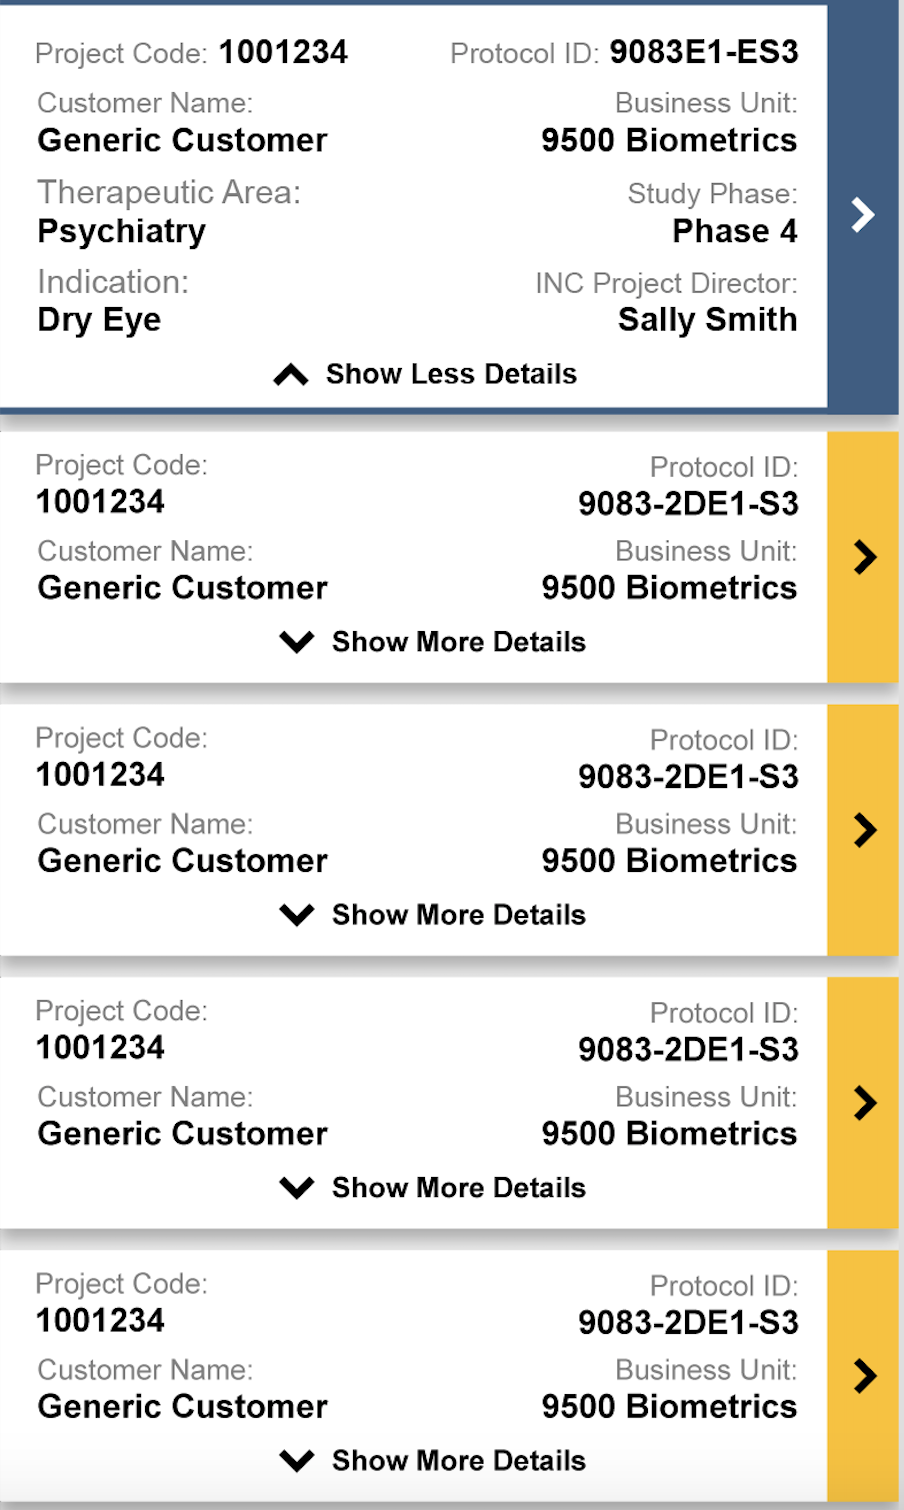 Project Code: 1001234 Protocol ID: 9083E1-ES3
Customer Name: Business Unit:
Generic Customer 9500 Biometrics
Therapeutic Area: Study Phase:
Psychiatry Phase 4
Indication: INC Project Director:
Dry Eye Sally Smith
Show Less Details
Project Code: Protocol ID:
1001234 9083-2DE1-S3
Customer Name: Business Unit:
Generic Customer 9500 Biometrics
Show More Details
Project Code: Protocol ID:
1001234 9083-2DE1-S3
Customer Name: Business Unit:
Generic Customer 9500 Biometrics
Show More Details
Project Code: Protocol ID:
1001234 9083-2DE1-S3
Customer Name: Business Unit:
Generic Customer 9500 Biometrics
Show More Details
Project Code: Protocol ID:
1001234 9083-2DE1-S3
Customer Name: Business Unit:
Generic Customer 9500 Biometrics
Show More Details